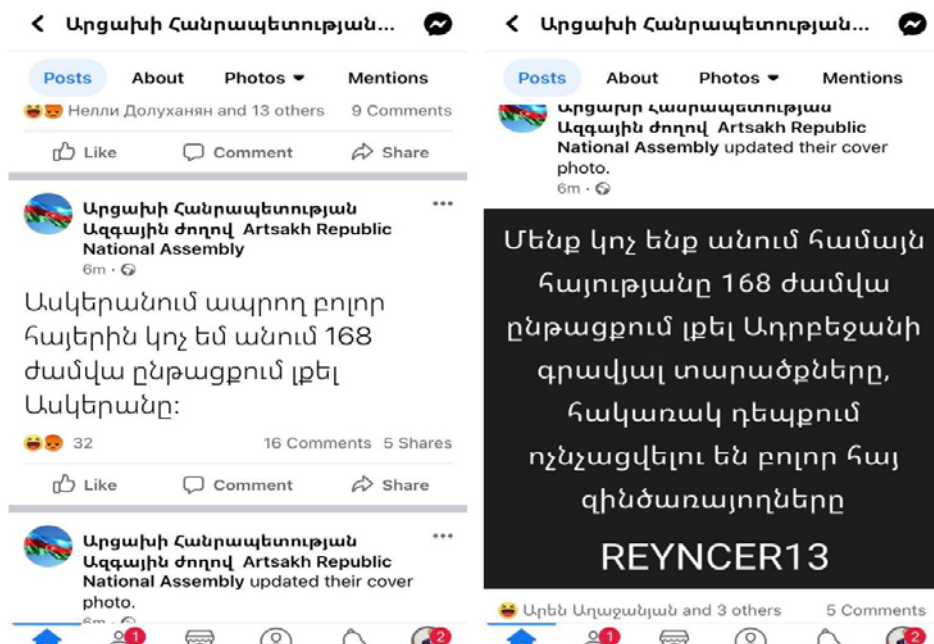 Արցախի Հանրապետության...
Posts About Photos Mentions
Нелли Долуханян and 13 others 9 Comments
Like Comment Share
Արցախի Հանրապետության
Ազգային ժողով Artsakh Republic
National Assembly
6m
Ասկերանում ապրող բոլոր
հայերին կոչ եմ անում 168
ժամվա ընթացքում լքել
Ասկերանը:
32 16 Comments 5 Shares
Like Comment Share
Արցախի Հանրապետության
Ազգային ժողով Artsakh Republic
National Assembly updated their cover
photo.
6m
1
2
Արցախի Հանրապետության...
Posts About Photos Mentions
Արցախի Հանրապետության
Ազգային ժողով Artsakh Republic
National Assembly updated their cover
photo.
6m
Մենք կոչ ենք անում համայն
հայությանը 168 ժամվա
ընթացքում լքել Ադրբեջանի
գրավյալ տարածքները,
հակառակ դեպքում
ոչնչացվելու են բոլոր հայ
զինծառայողները
REYNCER13
Արեն Աղաջանյան and 3 others 5 Comments
1
2